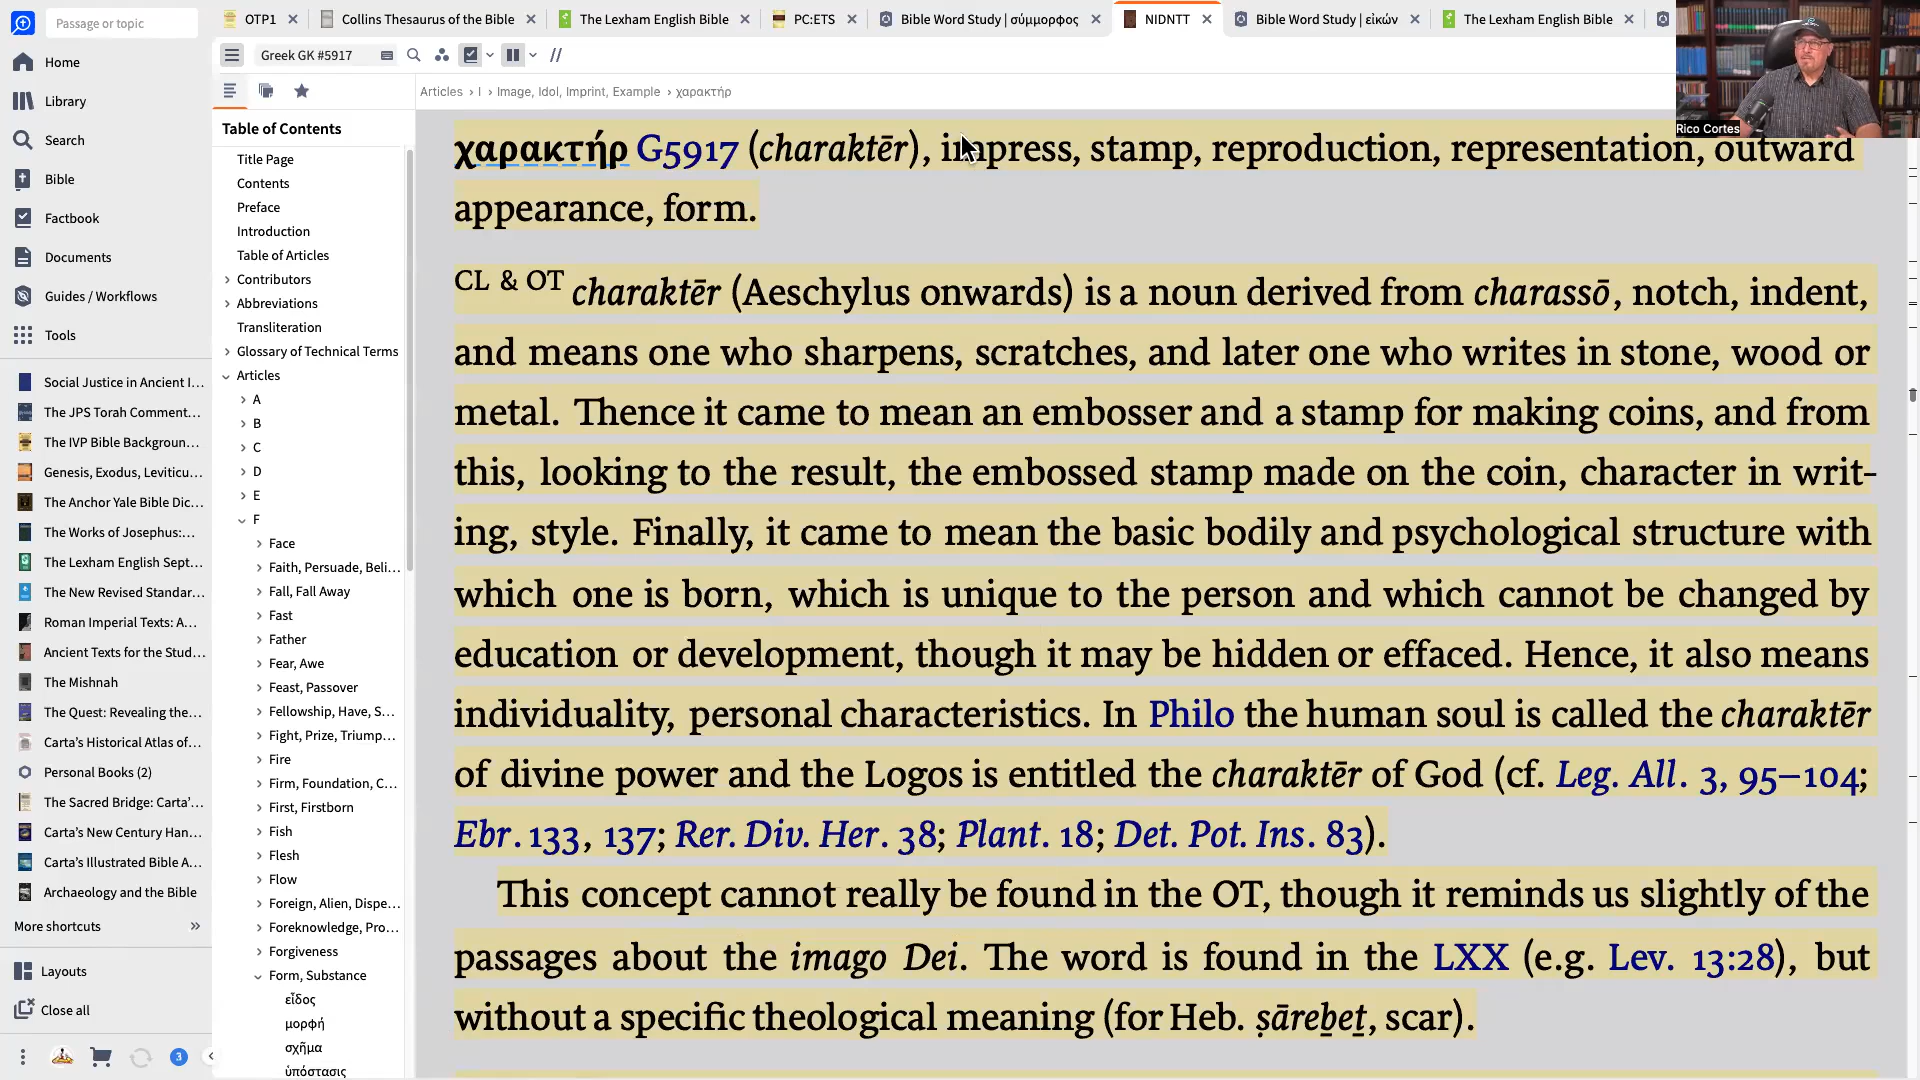 Passage or topic
OTP1
Collins Thesaurus of the Bible
The Lexham English Bible
PC:ETS
Bible Word Study | σύμμορφος
NIDNTT
Bible Word Study | εἰκών
The Lexham English Bible
Greek GK #5917
Articles › I › Image, Idol, Imprint, Example › χαρακτήρ
Home
Library
Search
Bible
Factbook
Documents
Guides / Workflows
Tools
Social Justice in Ancient I…
The JPS Torah Comment…
The IVP Bible Backgroun…
Genesis, Exodus, Leviticu…
The Anchor Yale Bible Dic…
The Works of Josephus:…
The Lexham English Sept…
The New Revised Standar…
Roman Imperial Texts: A…
Ancient Texts for the Stud…
The Mishnah
The Quest: Revealing the…
Carta's Historical Atlas of…
Personal Books (2)
The Sacred Bridge: Carta'…
Carta's New Century Han…
Carta's Illustrated Bible A…
Archaeology and the Bible
More shortcuts
Layouts
Close all
3
Table of Contents
Title Page
Contents
Preface
Introduction
Table of Articles
Contributors
Abbreviations
Transliteration
Glossary of Technical Terms
Articles
A
B
C
D
E
F
Face
Faith, Persuade, Beli…
Fall, Fall Away
Fast
Father
Fear, Awe
Feast, Passover
Fellowship, Have, S…
Fight, Prize, Triump…
Fire
Firm, Foundation, C…
First, Firstborn
Fish
Flesh
Flow
Foreign, Alien, Dispe…
Foreknowledge, Pro…
Forgiveness
Form, Substance
εἶδος
μορφή
σχῆμα
ὑπόστασις
Rico Cortes
χαρακτήρ G5917 (charaktēr), impress, stamp, reproduction, representation, outward
appearance, form.
CL & OT charaktēr (Aeschylus onwards) is a noun derived from charassō, notch, indent,
and means one who sharpens, scratches, and later one who writes in stone, wood or
metal. Thence it came to mean an embosser and a stamp for making coins, and from
this, looking to the result, the embossed stamp made on the coin, character in writ-
ing, style. Finally, it came to mean the basic bodily and psychological structure with
which one is born, which is unique to the person and which cannot be changed by
education or development, though it may be hidden or effaced. Hence, it also means
individuality, personal characteristics. In Philo the human soul is called the charaktēr
of divine power and the Logos is entitled the charaktēr of God (cf. Leg. All. 3, 95–104;
Ebr. 133, 137; Rer. Div. Her. 38; Plant. 18; Det. Pot. Ins. 83).
This concept cannot really be found in the OT, though it reminds us slightly of the
passages about the imago Dei. The word is found in the LXX (e.g. Lev. 13:28), but
without a specific theological meaning (for Heb. ṣāreḇeṯ, scar).